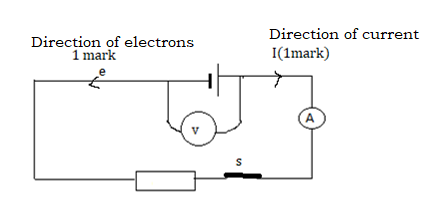 Direction of electrons
1 mark
e
Direction of current
I(1mark)
V
A
S